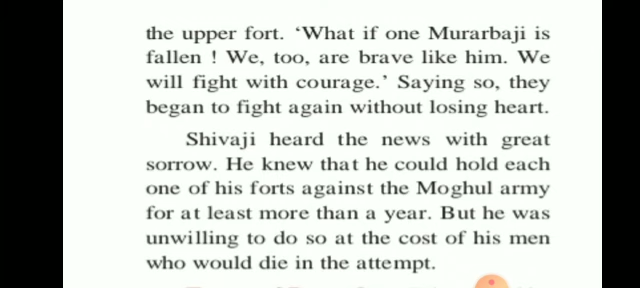 the upper fort. ‘What if one Murarbaji is
fallen ! We, too, are brave like him. We
will fight with courage.’ Saying so, they
began to fight again without losing heart.
Shivaji heard the news with great
sorrow. He knew that he could hold each
one of his forts against the Moghul army
for at least more than a year. But he was
unwilling to do so at the cost of his men
who would die in the attempt.